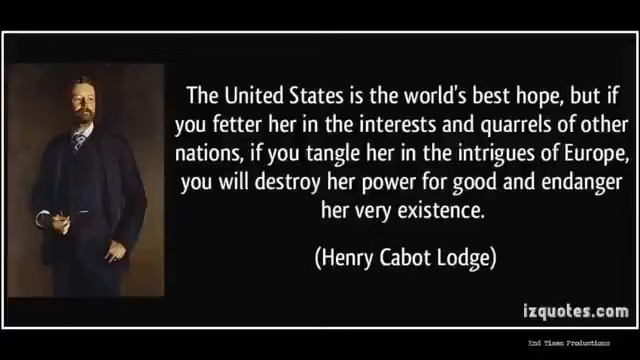 The United States is the world's best hope, but if
you fetter her in the interests and quarrels of other
nations, if you tangle her in the intrigues of Europe,
you will destroy her power for good and endanger
her very existence.
(Henry Cabot Lodge)
izquotes.com
End Times Productions